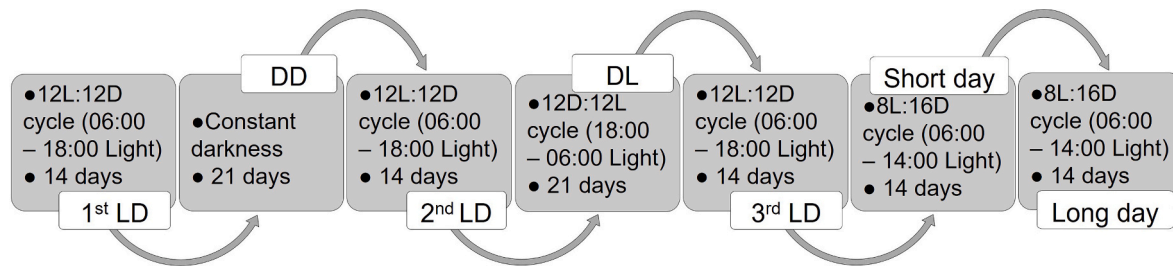 ●12L:12D
cycle (06:00
– 18:00 Light)
● 14 days
1st LD
DD
●Constant
darkness
● 21 days
●12L:12D
cycle (06:00
– 18:00 Light)
● 14 days
2nd LD
DL
●12D:12L
cycle (18:00
– 06:00 Light)
● 21 days
●12L:12D
cycle (06:00
– 18:00 Light)
● 14 days
3rd LD
Short day
●8L:16D
cycle (06:00
– 14:00 Light)
● 14 days
●8L:16D
cycle (06:00
– 14:00 Light)
● 14 days
Long day